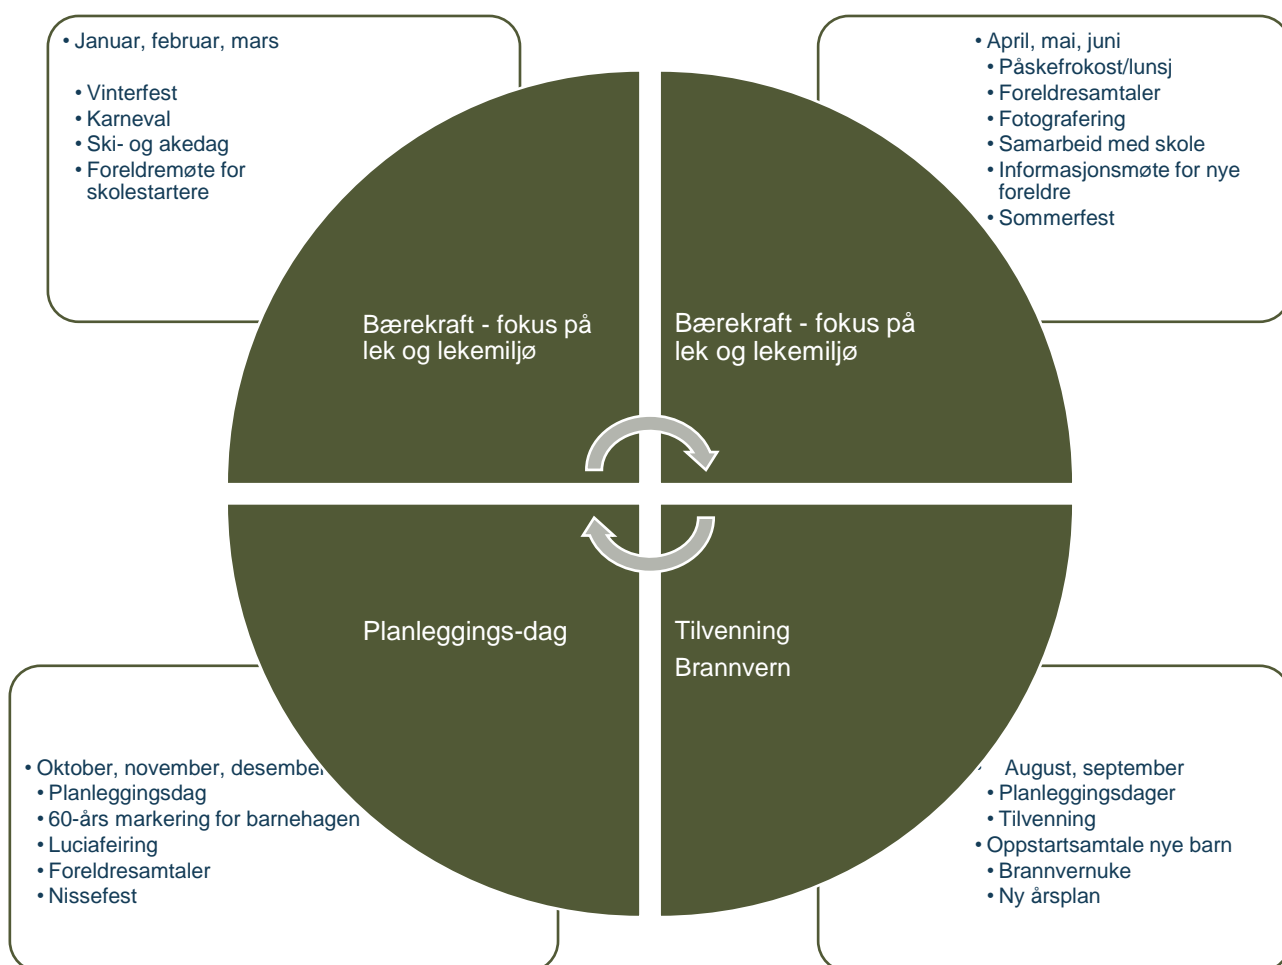 • Januar, februar, mars
• Vinterfest
• Karneval
• Ski- og akedag
• Foreldremøte for
skolestartere
• April, mai, juni
• Påskefrokost/lunsj
• Foreldresamtaler
• Fotografering
• Samarbeid med skole
• Informasjonsmøte for nye
foreldre
• Sommerfest
Bærekraft - fokus på
lek og lekemiljø
Bærekraft - fokus på
lek og lekemiljø
Planleggings-dag
Tilvenning
Brannvern
• Oktober, november, desember
• Planleggingsdag
• 60-års markering for barnehagen
• Luciafeiring
• Foreldresamtaler
• Nissefest
• August, september
• Planleggingsdager
• Tilvenning
• Oppstartsamtale nye barn
• Brannvernuke
• Ny årsplan